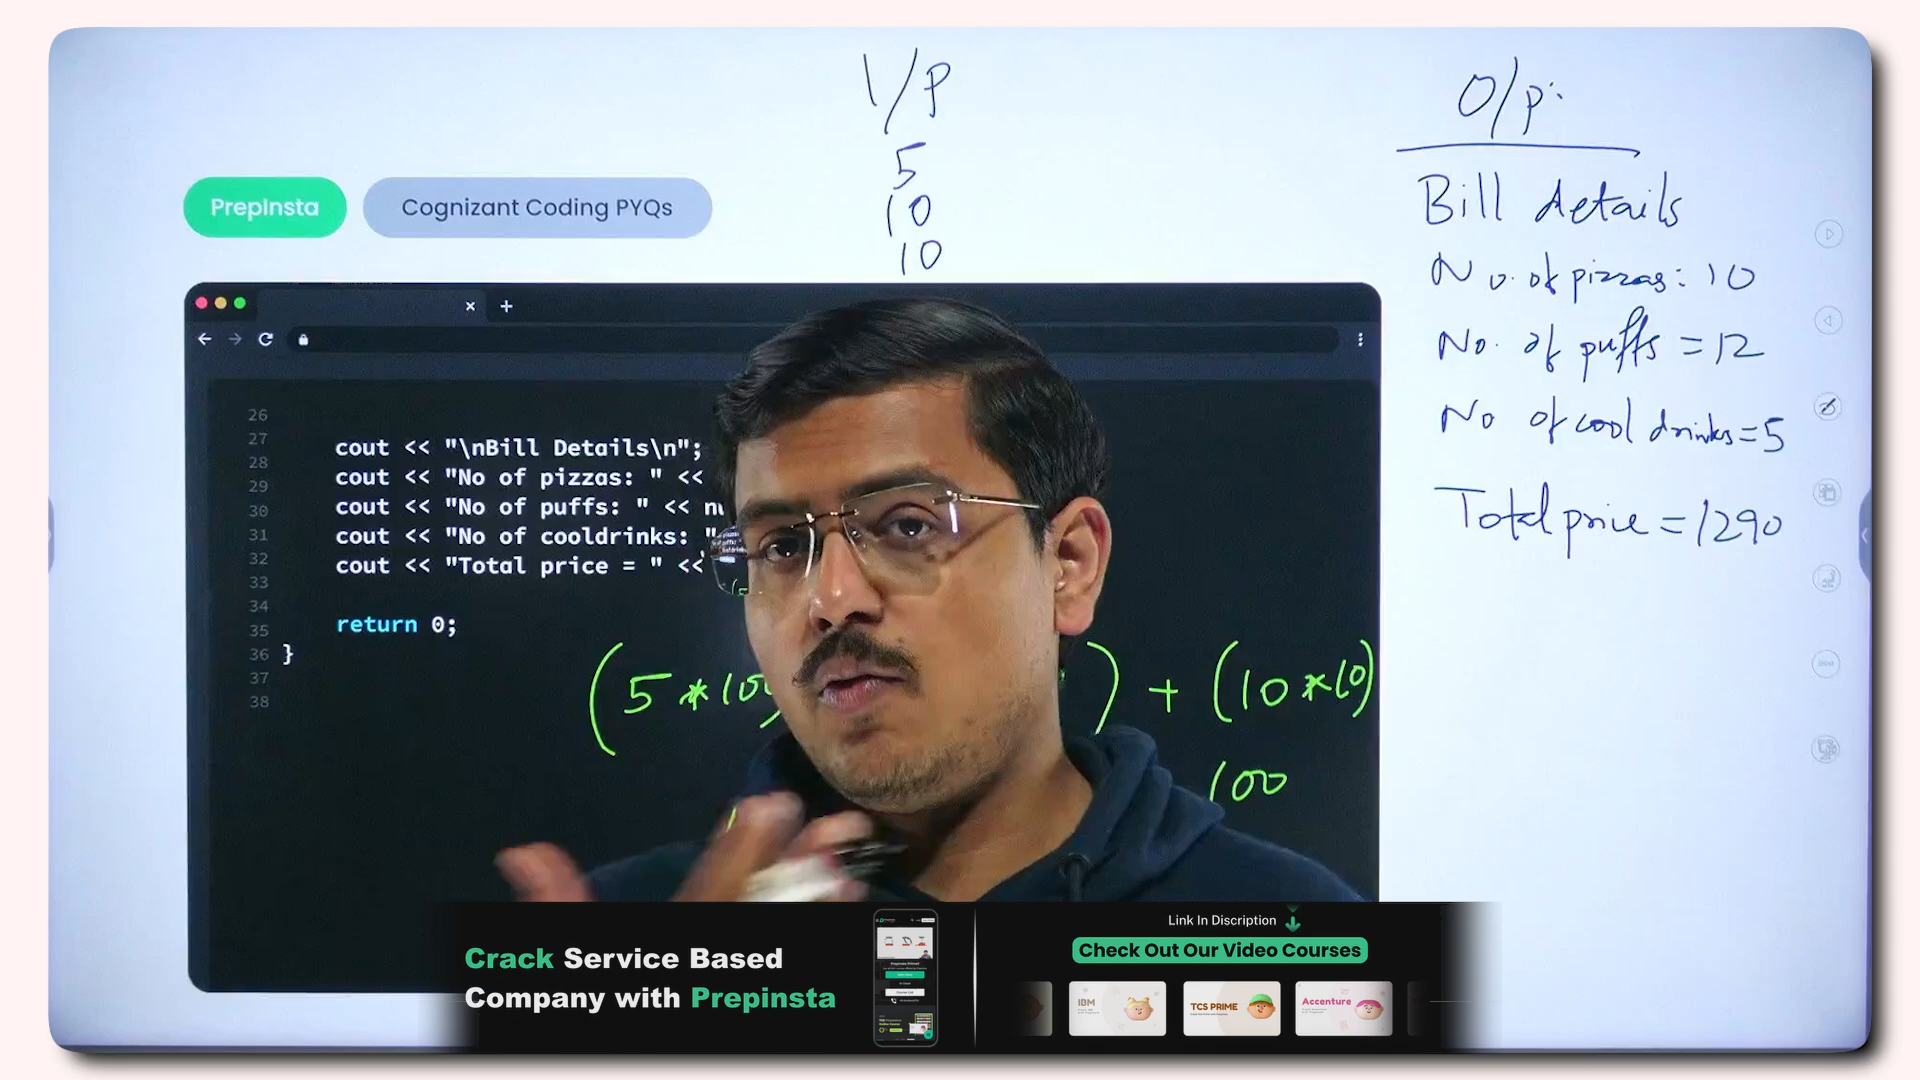 I/P
5
10
10
O/p:
Bill details
No. of pizzas: 10
No. of puffs = 12
No of cool drinks = 5
Total price = 1290
PrepInsta
Cognizant Coding PYQs
26
27 cout << "\nBill Details\n";
28 cout << "No of pizzas: " <<
29 cout << "No of puffs: " <<
30 cout << "No of cooldrinks: "
31 cout << "Total price = " <<
32
33 return 0;
34 }
35
36
37
38
(5 * 10 ) + (10 * 10)
100
Crack Service Based
Company with Prepinsta
Link In Discription
Check Out Our Video Courses
IBM
TCS PRIME
Accenture